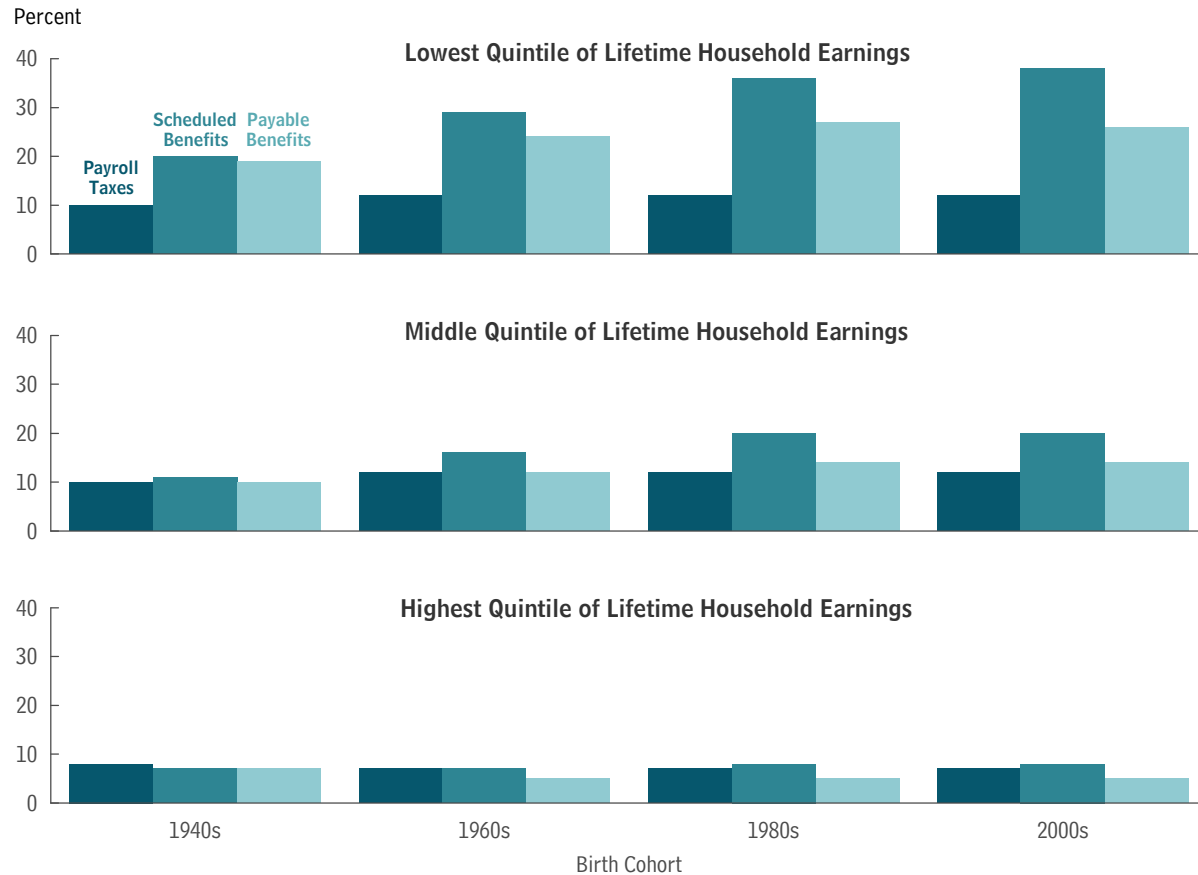 Percent
Lowest Quintile of Lifetime Household Earnings
40
30
20
10
0
Payroll
Taxes
Scheduled
Benefits
Payable
Benefits
Middle Quintile of Lifetime Household Earnings
40
30
20
10
0
Highest Quintile of Lifetime Household Earnings
40
30
20
10
0
1940s 1960s 1980s 2000s
Birth Cohort